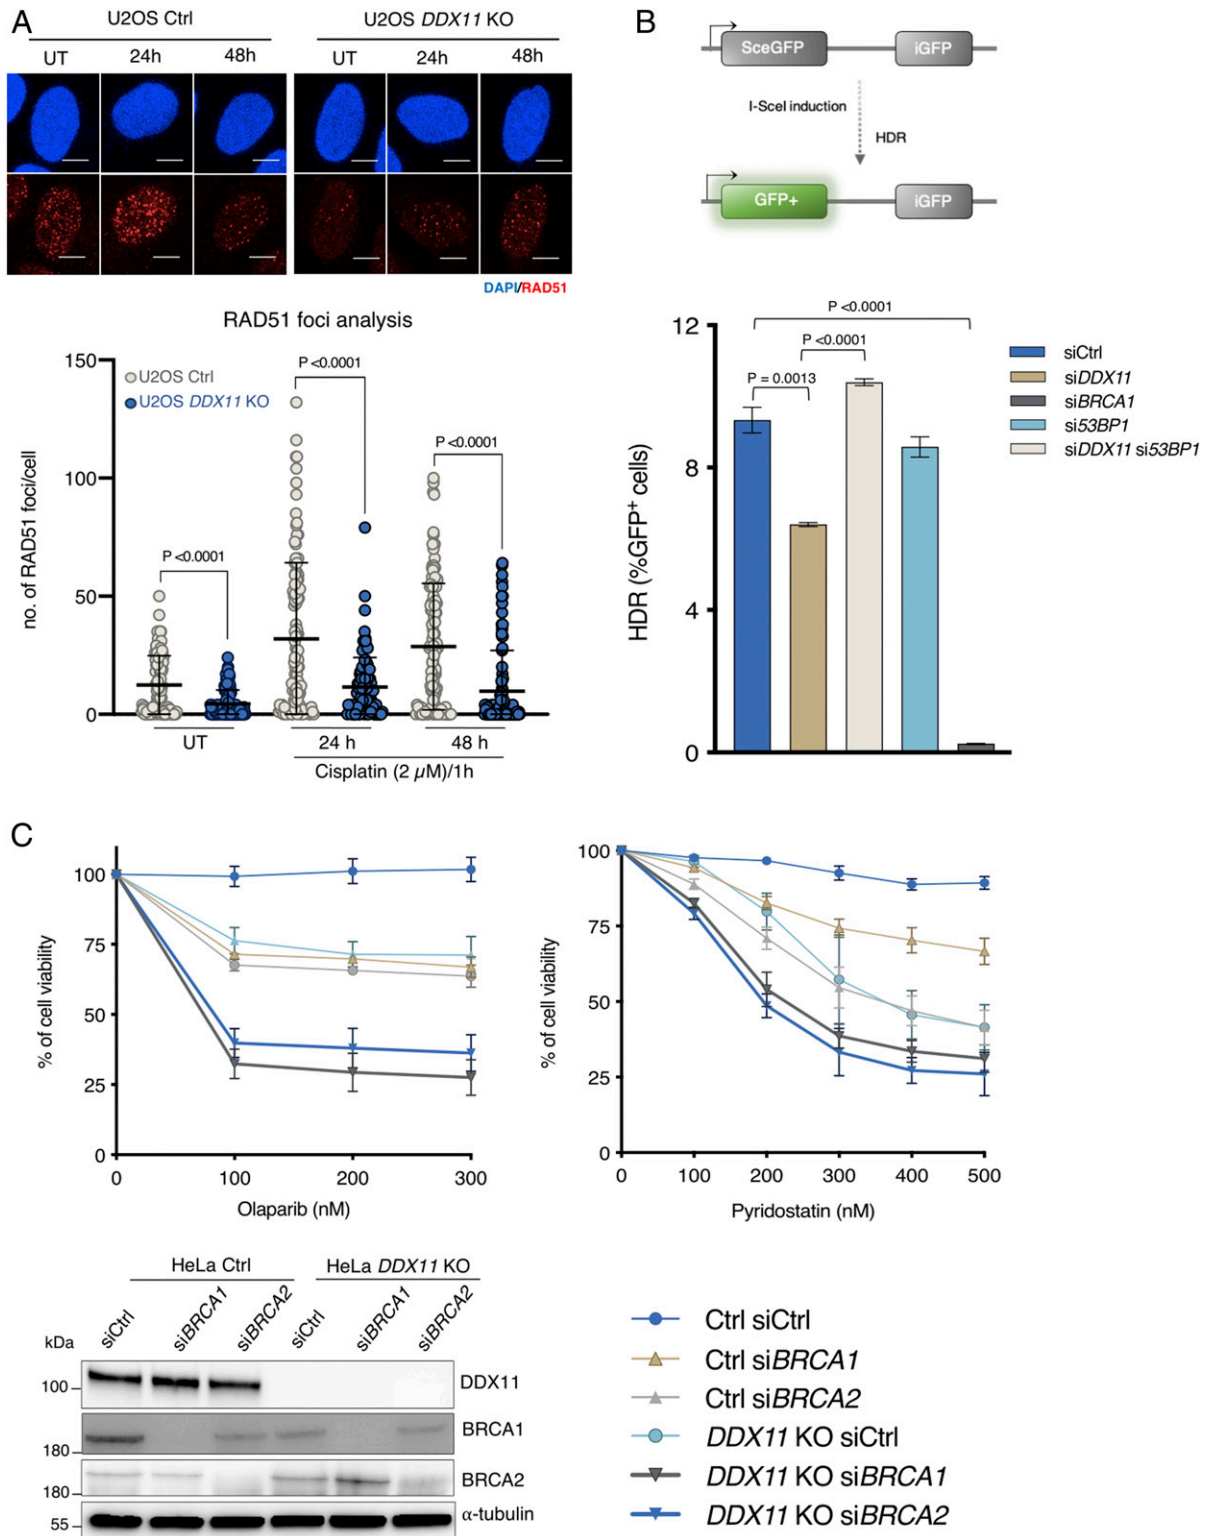 A
U2OS Ctrl
U2OS DDX11 KO
UT
24h
48h
UT
24h
48h
DAPI/RAD51
RAD51 foci analysis
150
100
50
0
no. of RAD51 foci/cell
U2OS Ctrl
U2OS DDX11 KO
P <0.0001
P <0.0001
P <0.0001
UT
24 h
48 h
Cisplatin (2 µM)/1h
B
SceGFP
iGFP
I-SceI induction
HDR
GFP+
iGFP
12
8
4
0
HDR (%GFP+ cells)
P <0.0001
P <0.0001
P = 0.0013
siCtrl
siDDX11
siBRCA1
si53BP1
siDDX11 si53BP1
C
100
75
50
25
0
% of cell viability
0
100
200
300
Olaparib (nM)
100
75
50
25
0
% of cell viability
0
100
200
300
400
500
Pyridostatin (nM)
HeLa Ctrl
HeLa DDX11 KO
kDa
siCtrl
siBRCA1
siBRCA2
siCtrl
siBRCA1
siBRCA2
100
DDX11
180
BRCA1
180
BRCA2
55
α-tubulin
Ctrl siCtrl
Ctrl siBRCA1
Ctrl siBRCA2
DDX11 KO siCtrl
DDX11 KO siBRCA1
DDX11 KO siBRCA2